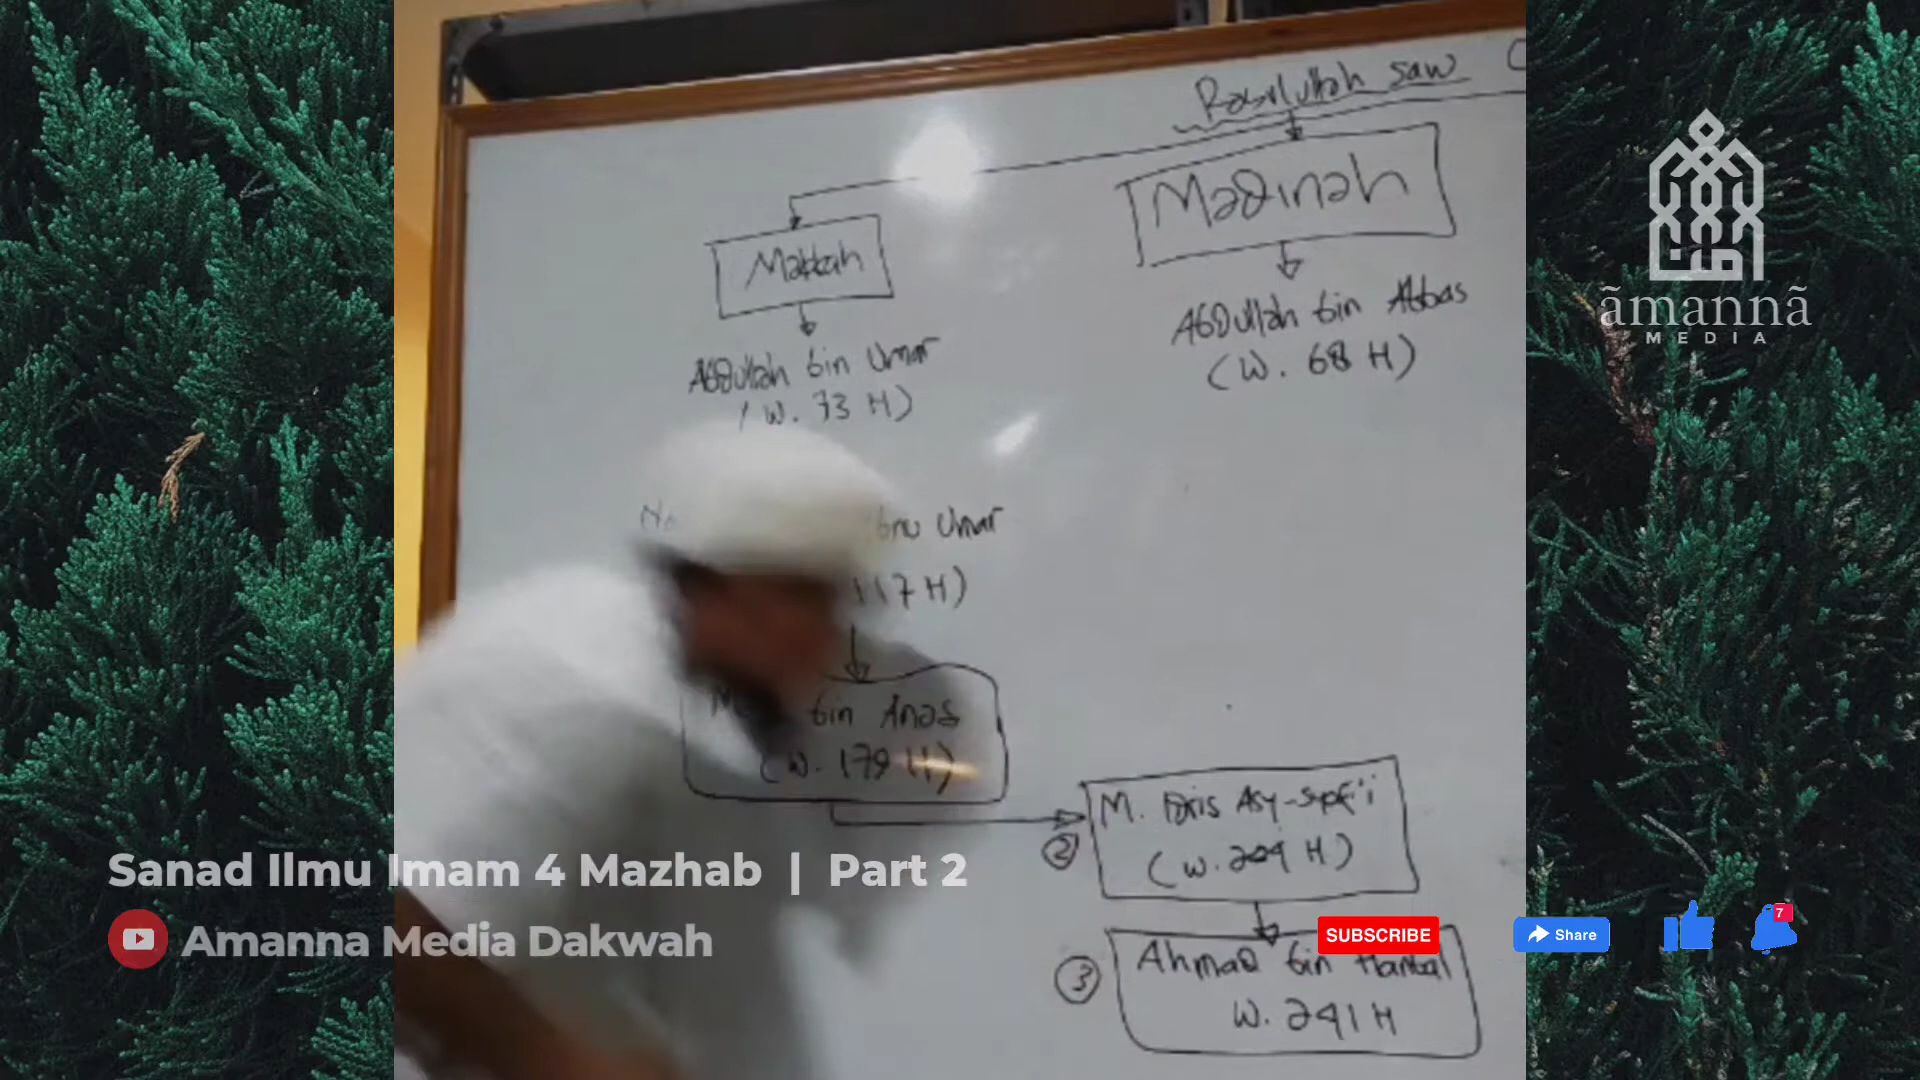 Rasulullah saw
Madinah
Makkah
Abdullah bin Abbas
(W. 68 H)
Abdullah bin Umar
(W. 73 H)
Ibnu Umar
117 H)
bin Anas
(W. 179 H)
M. Idris Asy-Syafi'i
(W. 204 H)
②
Ahmad bin Hanbal
W. 241 H
③
āmannā
MEDIA
Sanad Ilmu Imam 4 Mazhab | Part 2
Amanna Media Dakwah
SUBSCRIBE
Share
7